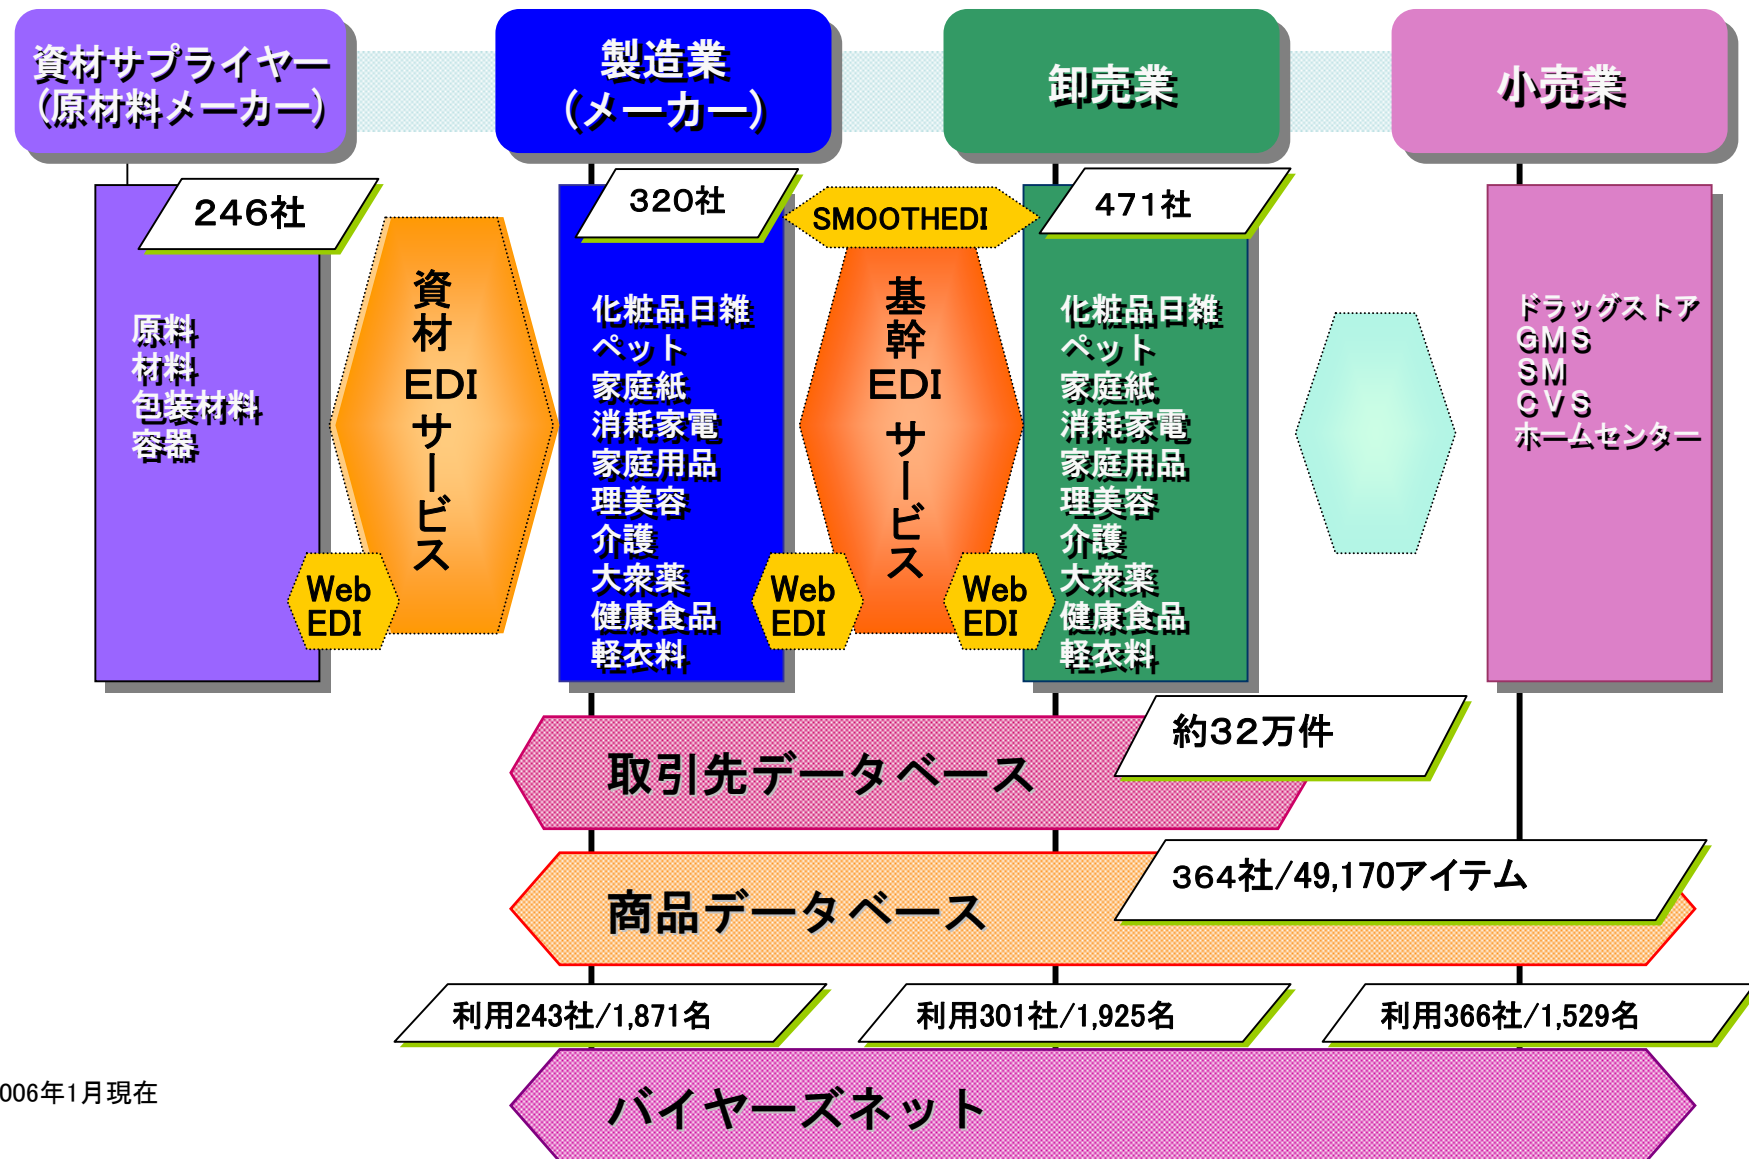 資材サプライヤー
（原材料メーカー）
製造業
（メーカー）
卸売業
小売業
246社
320社
SMOOTHEDI
471社
原料
材料
包装材料
容器
資材EDIサービス
化粧品日雑
ペット
家庭紙
消耗家電
家庭用品
理美容
介護
大衆薬
健康食品
軽衣料
基幹EDIサービス
化粧品日雑
ペット
家庭紙
消耗家電
家庭用品
理美容
介護
大衆薬
健康食品
軽衣料
ドラッグストア
GMS
SM
CVS
ホームセンター
Web
EDI
Web
EDI
Web
EDI
約32万件
取引先データベース
364社/49,170アイテム
商品データベース
利用243社/1,871名
利用301社/1,925名
利用366社/1,529名
006年1月現在
バイヤーズネット